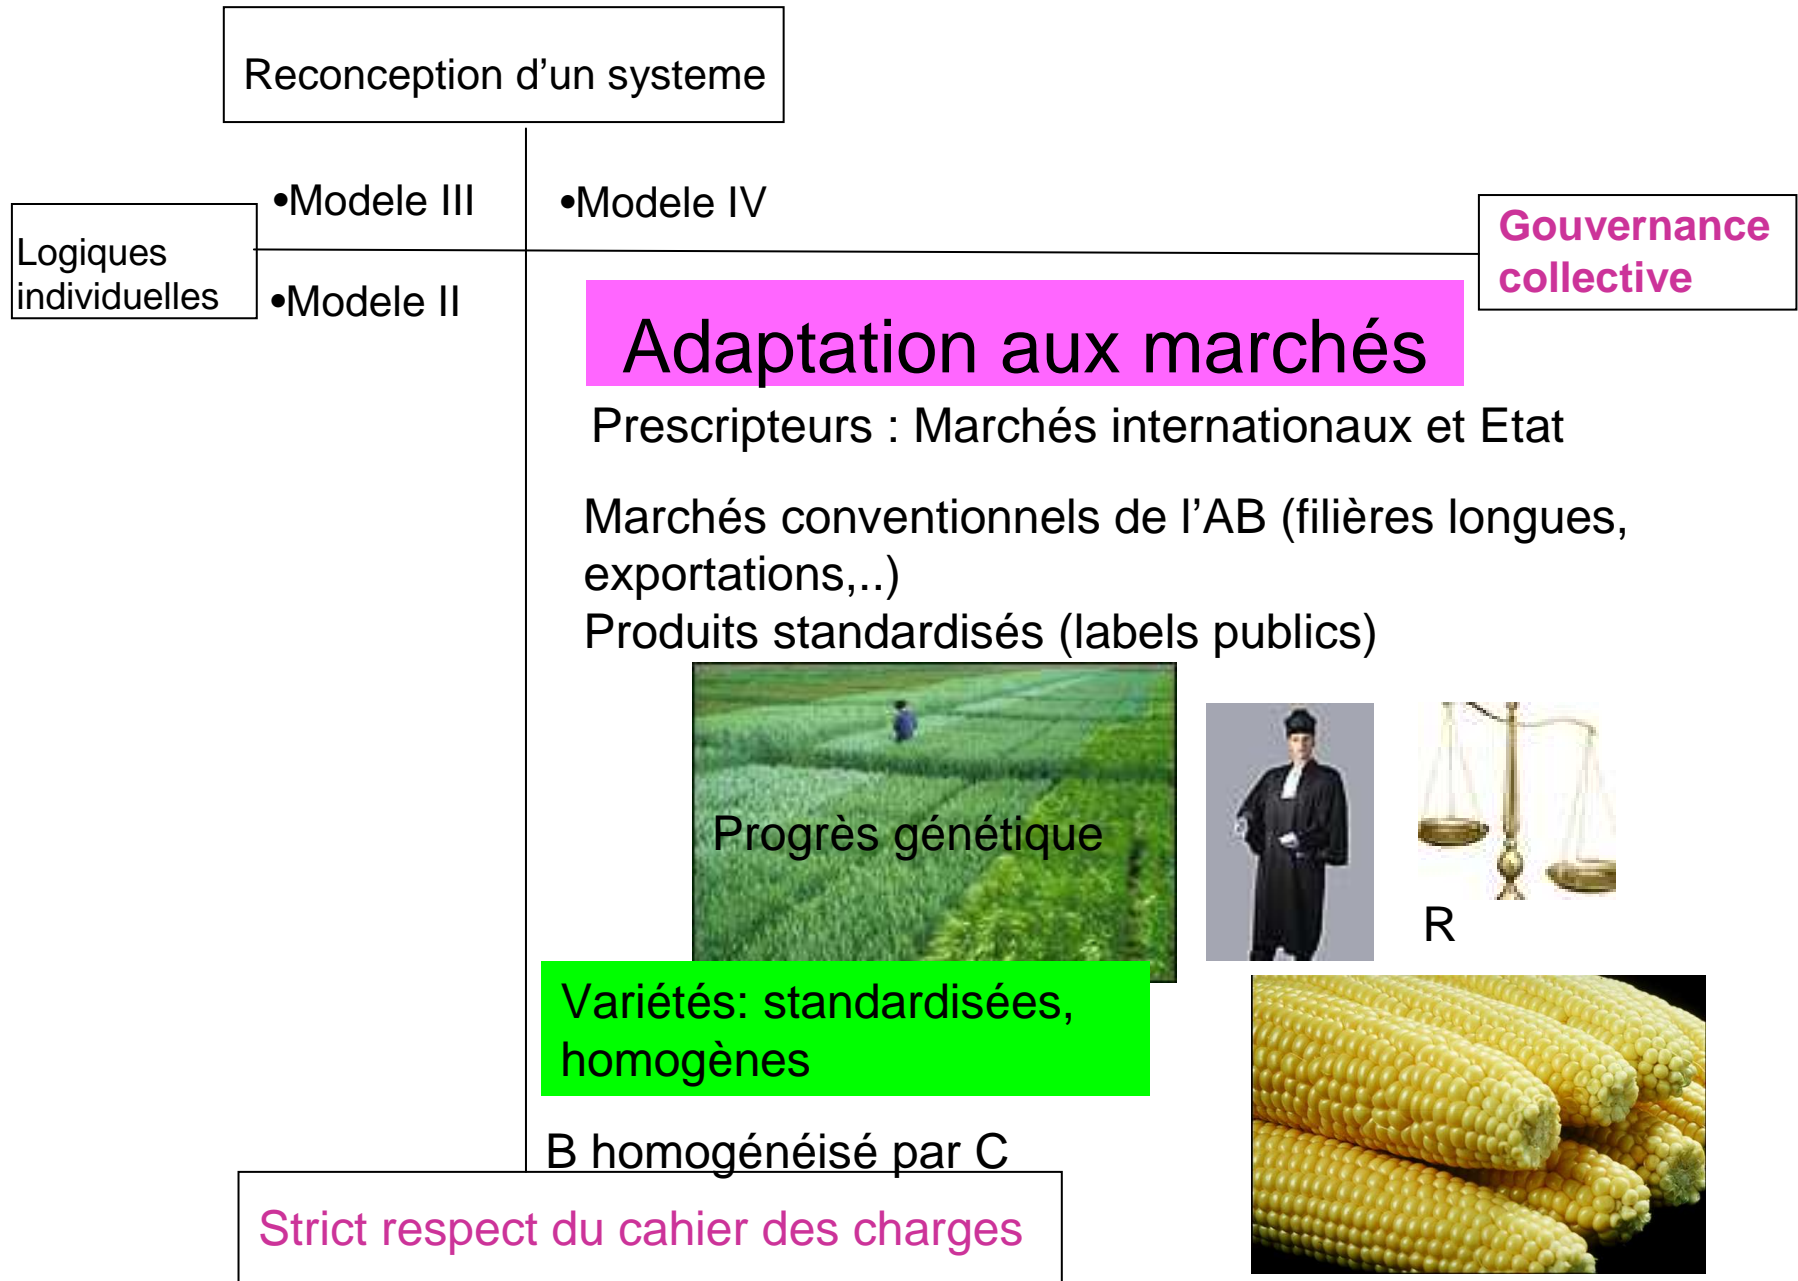 Reconception d'un systeme
•Modele III
•Modele IV
Logiques
individuelles
Gouvernance
collective
•Modele II
Adaptation aux marchés
Prescripteurs : Marchés internationaux et Etat
Marchés conventionnels de l'AB (filières longues,
exportations,..)
Produits standardisés (labels publics)
Progrès génétique
R
Variétés: standardisées,
homogènes
B homogénéisé par C
Strict respect du cahier des charges